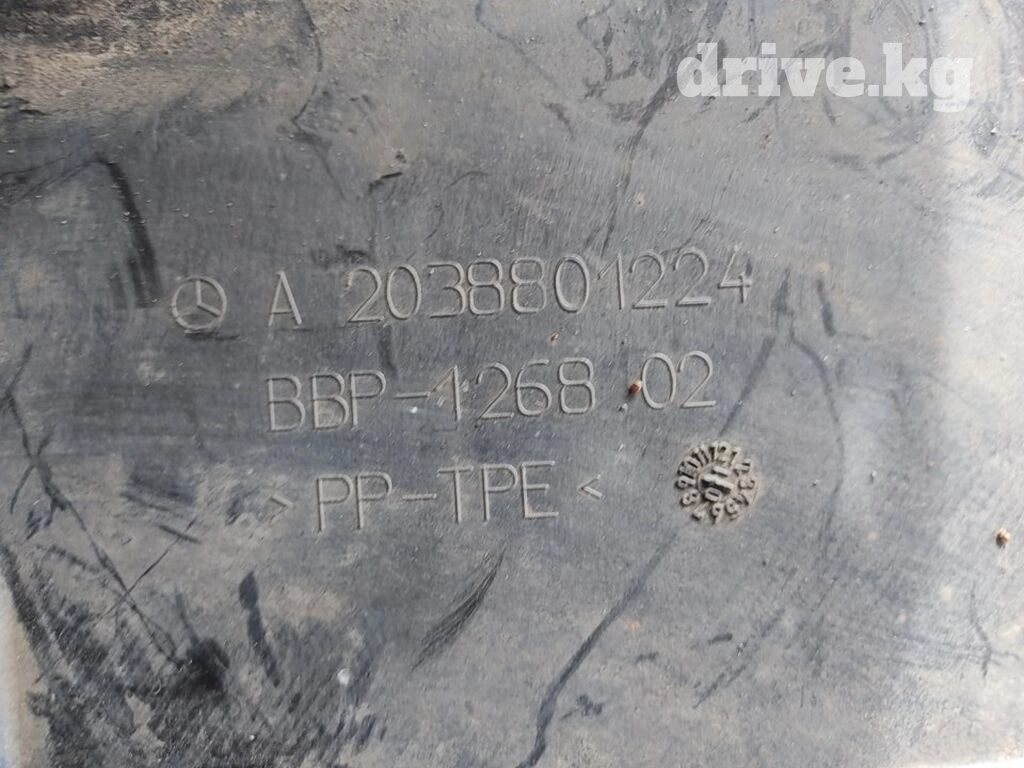 drive.kg
A 2038801224
BBP-1268 02
> PP-TPE <